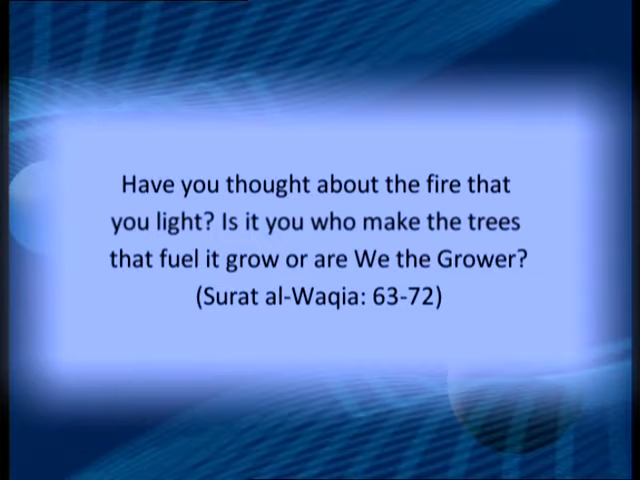 Have you thought about the fire that
you light? Is it you who make the trees
that fuel it grow or are We the Grower?
(Surat al-Waqia: 63-72)